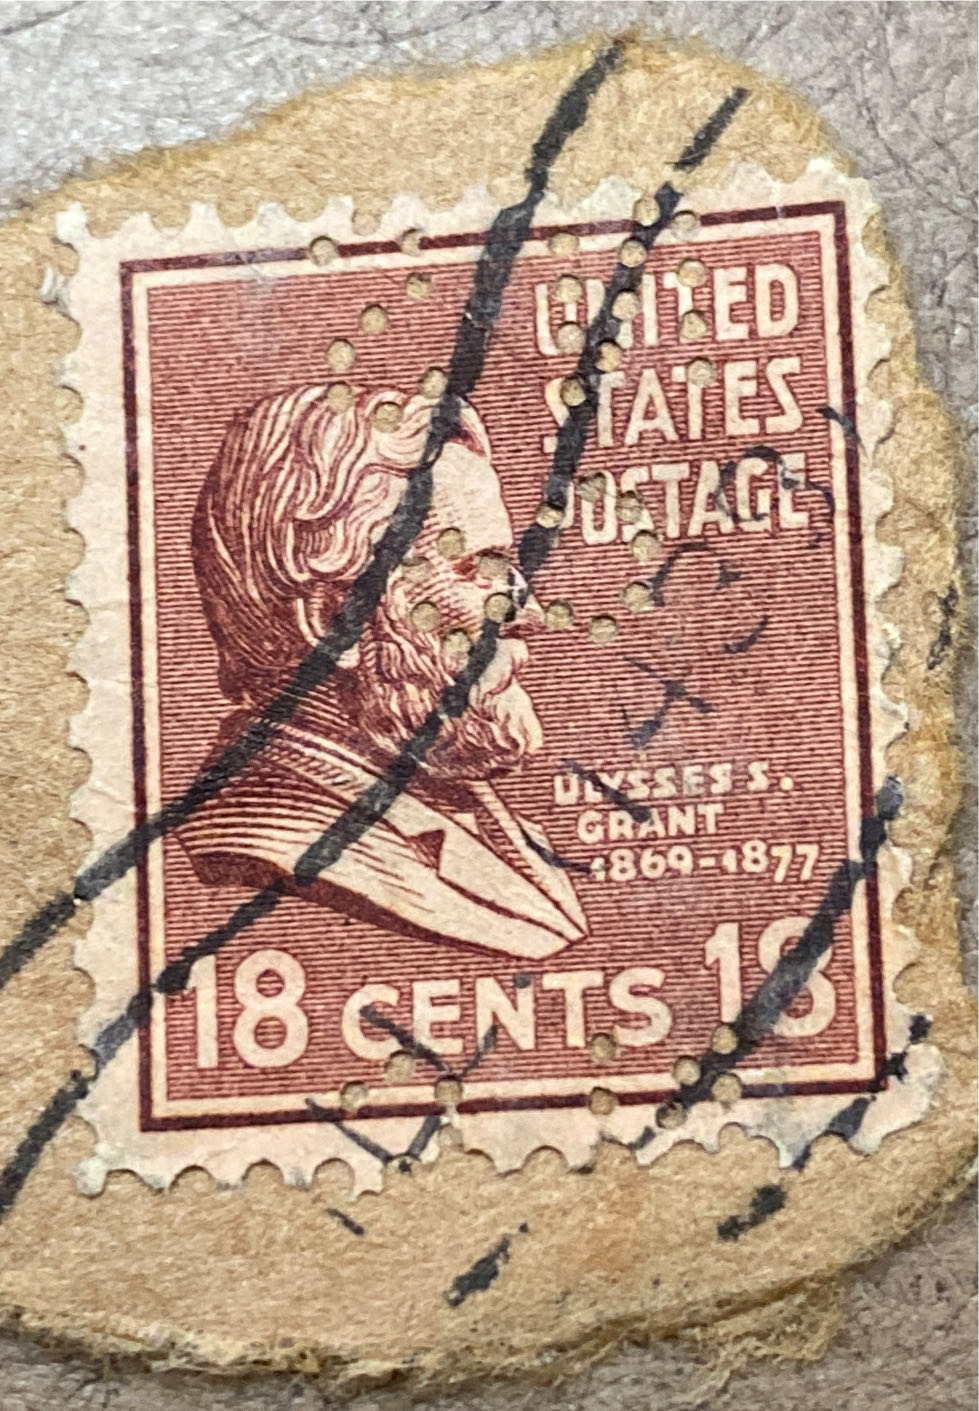 UNITED
STATES
POSTAGE
ULYSSES S.
GRANT
1869-1877
18 CENTS 18